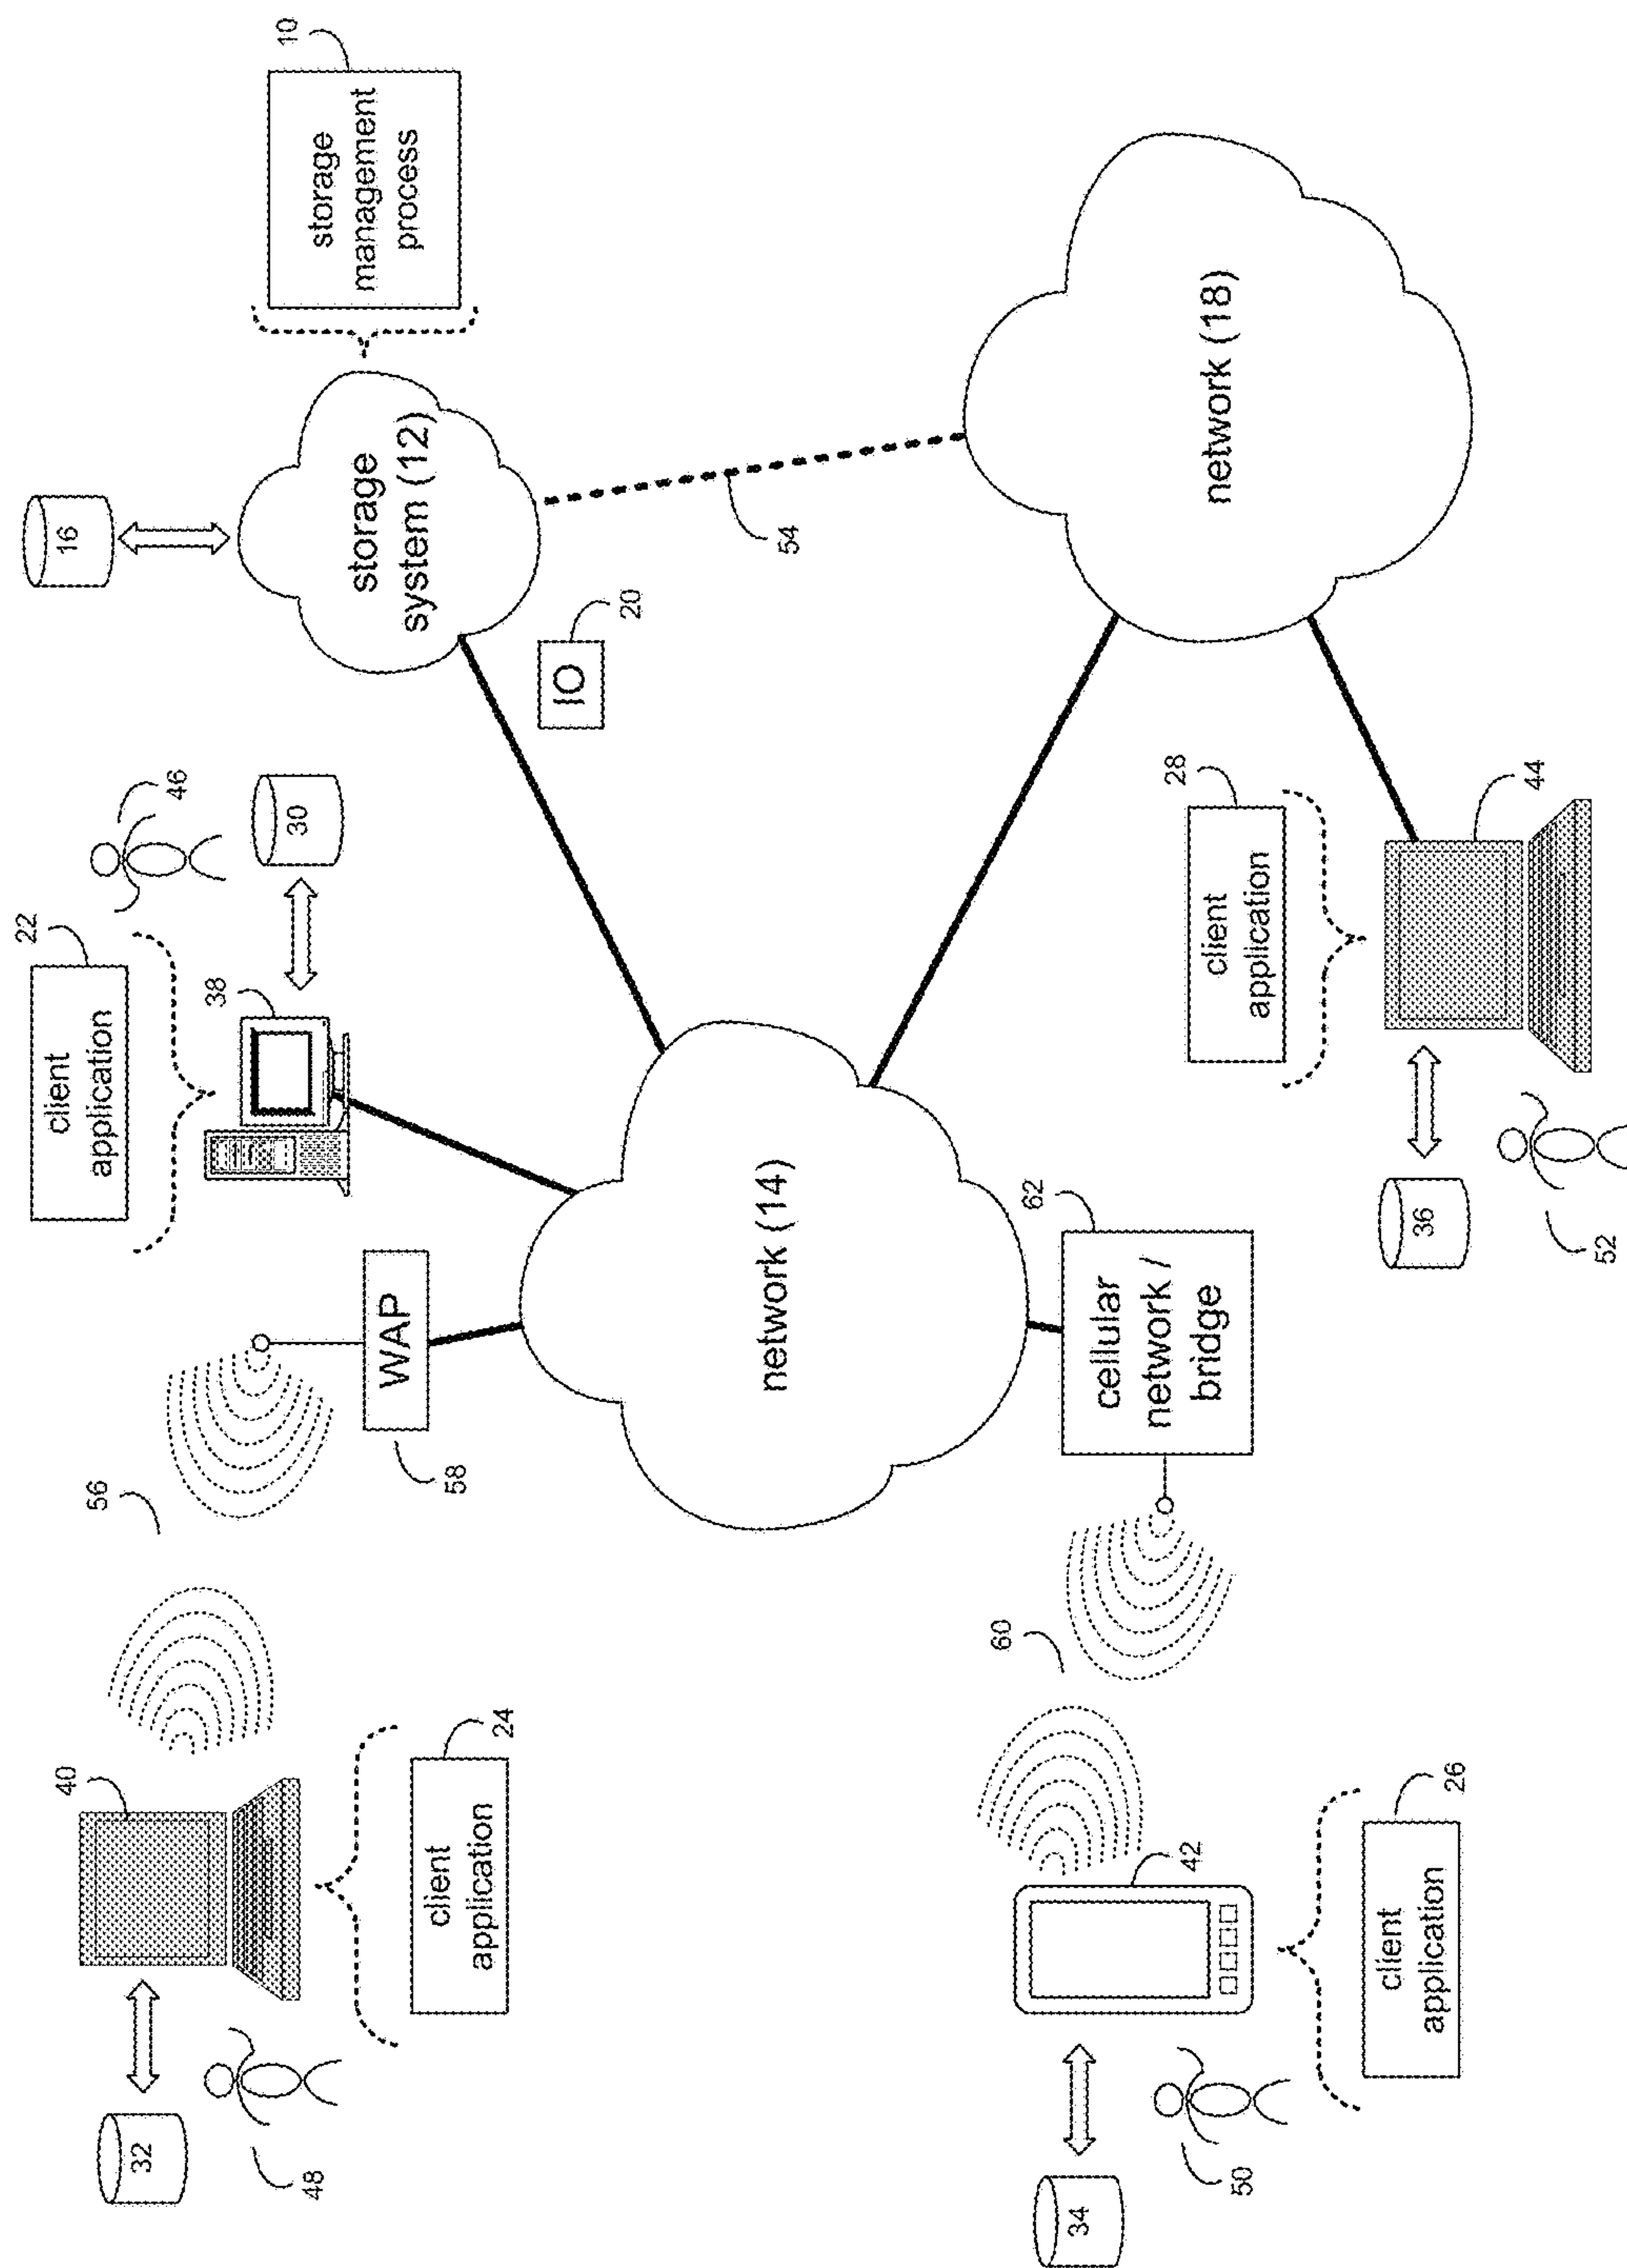 32
48
40
24
client
application
56
58
WAP
22
client
application
38
46
30
16
storage
system (12)
10
storage
management
process
IO
20
54
network (14)
network (18)
34
50
42
26
client
application
60
62
cellular
network /
bridge
28
client
application
44
36
52